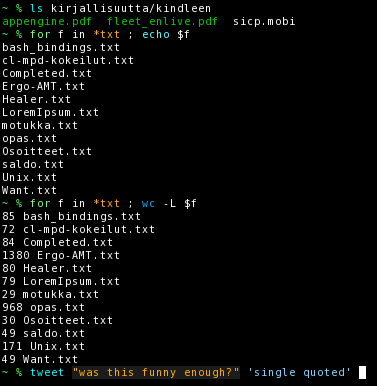 ~ % ls kirjallisuutta/kindleen
appengine.pdf fleet_enlive.pdf sicp.mobi
~ % for f in *txt ; echo $f
bash_bindings.txt
cl-mpd-kokeilut.txt
Completed.txt
Ergo-AMT.txt
Healer.txt
LoremIpsum.txt
motukka.txt
opas.txt
Osoitteet.txt
saldo.txt
Unix.txt
Want.txt
~ % for f in *txt ; wc -L $f
85 bash_bindings.txt
72 cl-mpd-kokeilut.txt
84 Completed.txt
1380 Ergo-AMT.txt
80 Healer.txt
79 LoremIpsum.txt
29 motukka.txt
968 opas.txt
30 Osoitteet.txt
49 saldo.txt
171 Unix.txt
49 Want.txt
~ % tweet "was this funny enough?" 'single quoted'